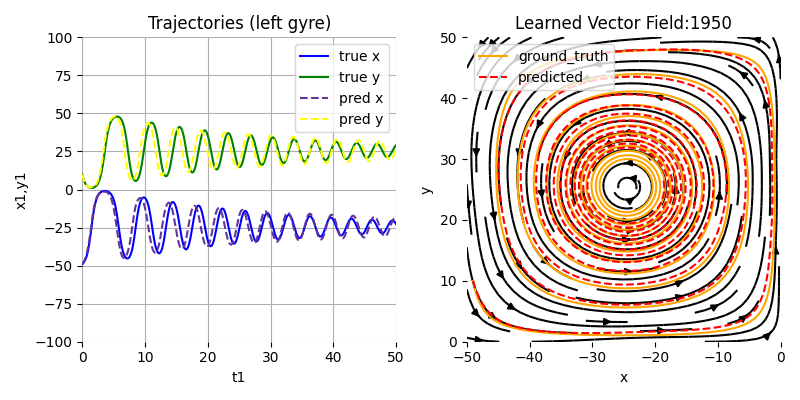 Trajectories (left gyre)
true x
true y
pred x
pred y
100
75
50
25
0
−25
−50
−75
−100
x1,y1
0
10
20
30
40
50
t1
Learned Vector Field:1950
ground_truth
predicted
50
40
30
20
10
0
y
−50
−40
−30
−20
−10
0
x